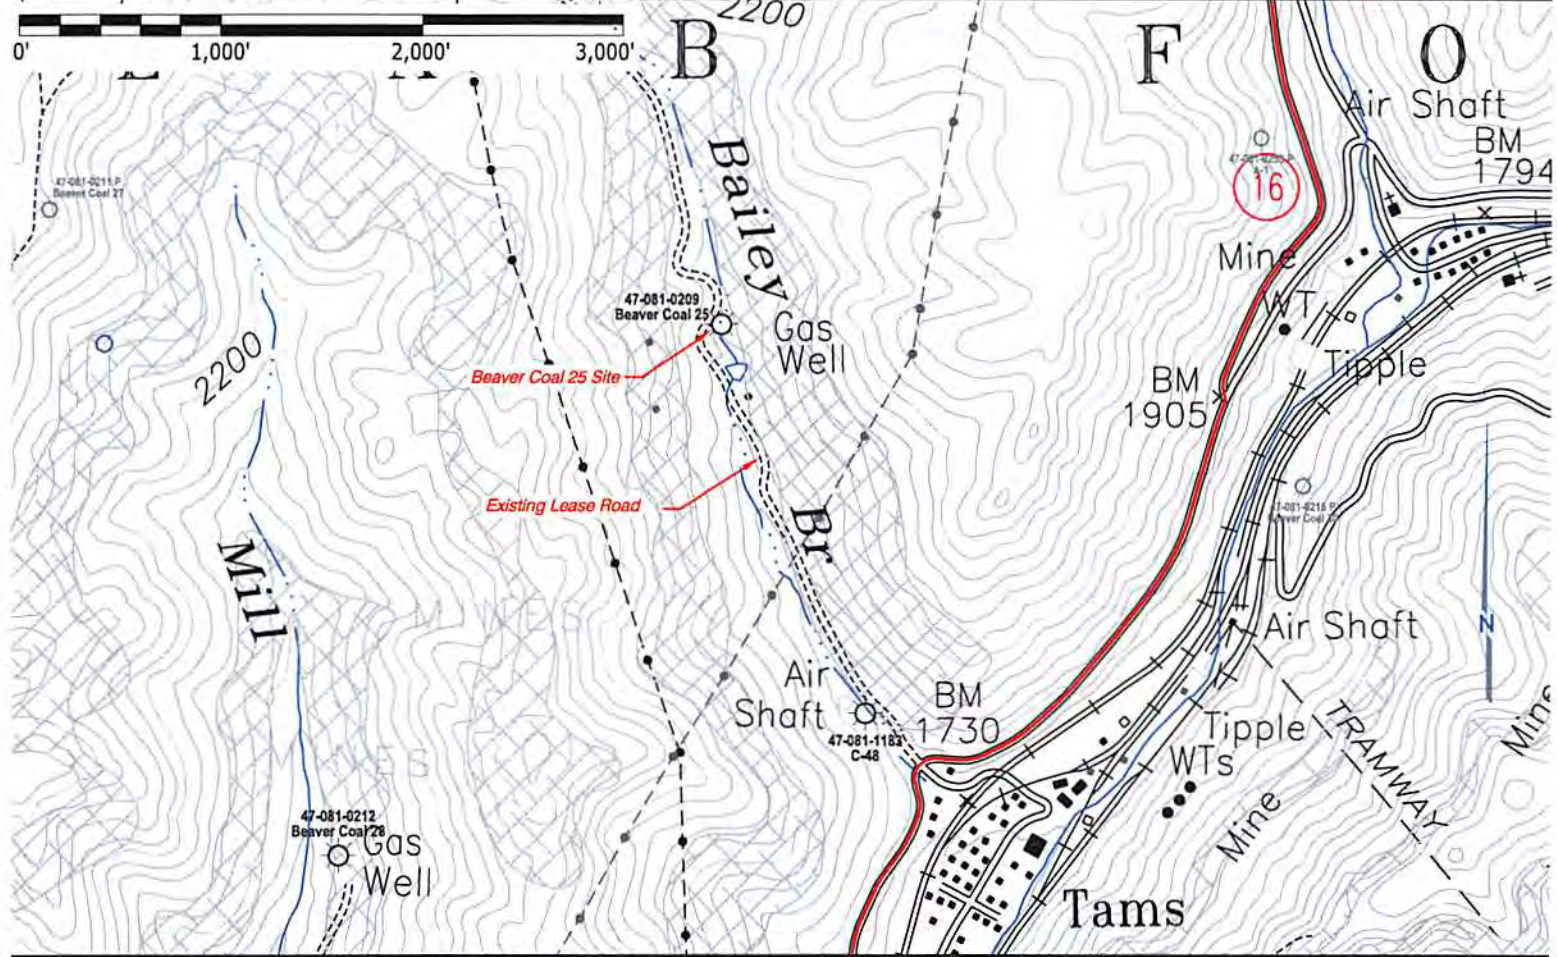 2200
B
F
O
0'
1,000'
2,000'
3,000'
Air Shaft
BM
1794
Bailey
47-081-0211 P
Beaver Coal 27
16
Mine
47-081-0209
Beaver Coal 25
Gas
Well
WT
Tipple
2200
Beaver Coal 25 Site
BM
1905
Existing Lease Road
Br
Mill
N
Air Shaft
Air
Shaft
BM
1730
47-081-1183
C-48
Tipple
WTs
TRAMWAY
Mine
Mine
47-081-0212
Beaver Coal 28
Gas
Well
Tams